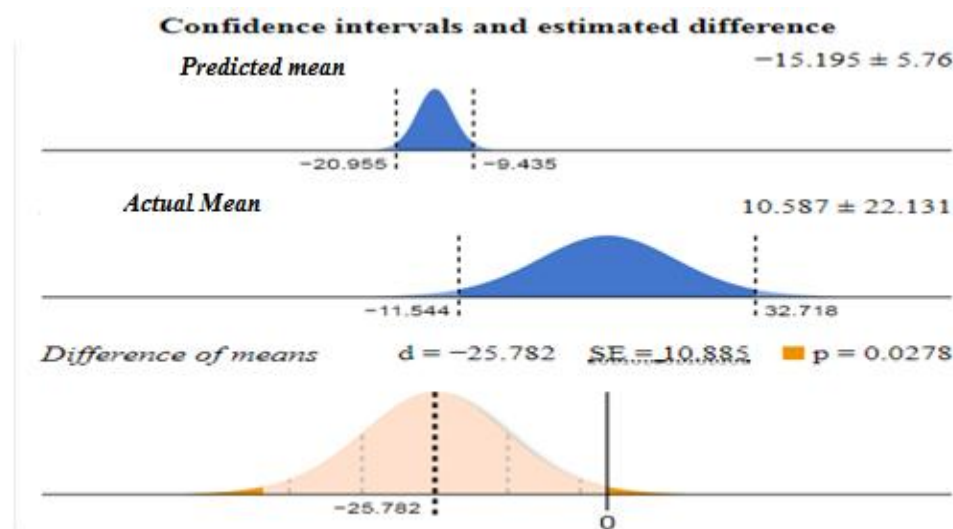 Confidence intervals and estimated difference
Predicted mean
−15.195 ± 5.76
−20.955
−9.435
Actual Mean
10.587 ± 22.131
−11.544
32.718
Difference of means d = −25.782 SE = 10.885 p = 0.0278
−25.782
0